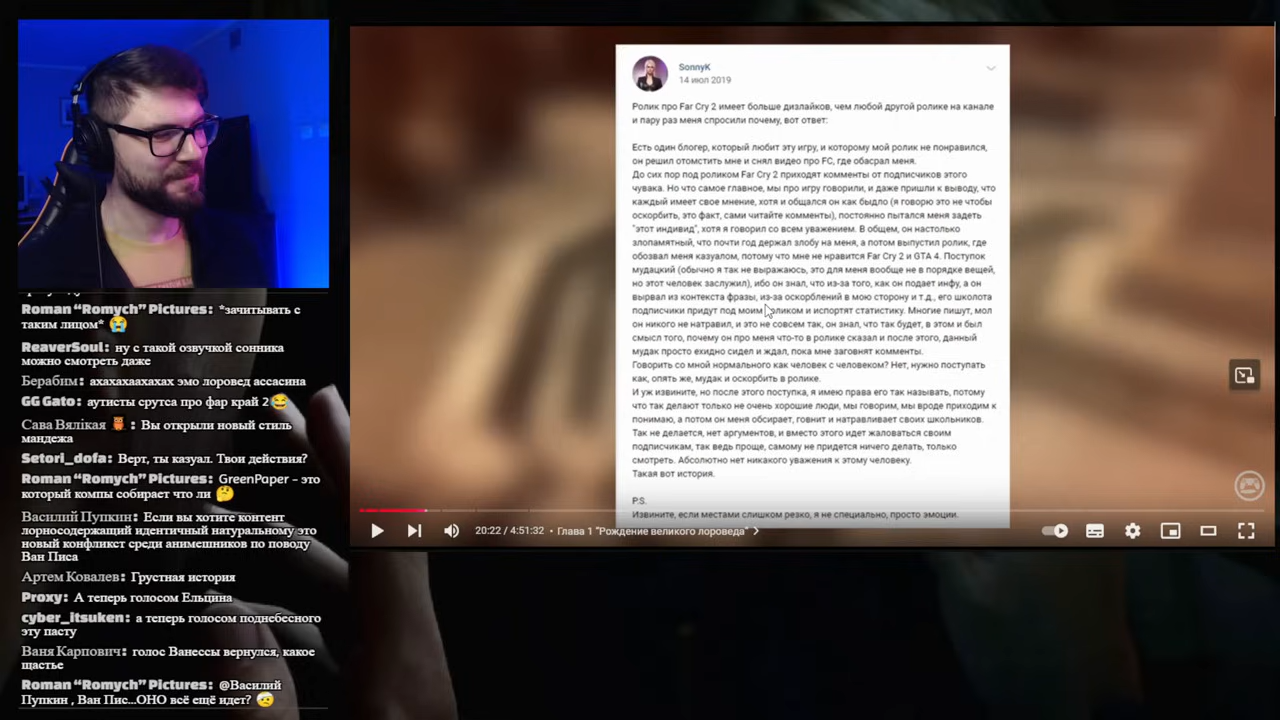 SonnyK
14 июл 2019
Ролик про Far Cry 2 имеет больше дизлайков, чем любой другой ролике на канале
и пару раз меня спросили почему, вот ответ:
Есть один блогер, который любит эту игру, и которому мой ролик не понравился,
он решил отомстить мне и снял видео про FC, где обасрал меня.
До сих пор под роликом Far Cry 2 приходят комменты от подписчиков этого
чувака. Но что самое главное, мы про игру говорили, и даже пришли к выводу, что
каждый имеет свое мнение, хотя и общался он как быдло (я говорю это не чтобы
оскорбить, это факт, сами читайте комменты), постоянно пытался меня задеть
"этот индивид", хотя я говорил со всем уважением. В общем, он настолько
злопамятный, что почти год держал злобу на меня, а потом выпустил ролик, где
обозвал меня казуалом, потому что мне не нравится Far Cry 2 и GTA 4. Поступок
мудацкий (обычно я так не выражаюсь, это для меня вообще не в порядке вещей,
но этот человек заслужил), ибо он знал, что из-за того, как он подает инфу, а он
вырвал из контекста фразы, из-за оскорблений в мою сторону и т.д., его школота
подписчики придут под моим роликом и испортят статистику. Многие пишут, мол
он никого не натравил, и это не совсем так, он знал, что так будет, в этом и был
смысл того, почему он про меня что-то в ролике сказал и после этого, данный
мудак просто ехидно сидел и ждал, пока мне заговнят комменты.
Говорить со мной нормального как человек с человеком? Нет, нужно поступать
как, опять же, мудак и оскорбить в ролике.
И уж извините, но после этого поступка, я имею права его так называть, потому
что так делают только не очень хорошие люди, мы говорим, мы вроде приходим к
понимаю, а потом он меня обсирает, говнит и натравливает своих школьников.
Так не делается, нет аргументов, и вместо этого идет жаловаться своим
подписчикам, так ведь проще, самому не придется ничего делать, только
смотреть. Абсолютно нет никакого уважения к этому человеку.
Такая вот история.
P.S.
Извините, если местами слишком резко, я не специально, просто эмоции.
20:22 / 4:51:32 • Глава 1 "Рождение великого лороведа"
Roman “Romych” Pictures: *зачитывать с
таким лицом* 😭
ReaverSoul: ну с такой озвучкой сонника
можно смотреть даже
Берабим: ахахахаахахах эмо лоровед ассасина
GG Gato: аутисты срутса про фар край 2😂
Сава Вялікая 🦉: Вы открыли новый стиль
мандежа
Setori_dofa: Верт, ты казуал. Твои действия?
Roman “Romych” Pictures: GreenPaper - это
который компы собирает что ли 🤔
Василий Пупкин: Если вы хотите контент
лорносодержащий идентичный натуральному это
новый конфликст среди анимешников по поводу
Ван Писа
Артем Ковалев: Грустная история
Proxy: А теперь голосом Ельцина
cyber_itsuken: а теперь голосом поднебесного
эту пасту
Ваня Карпович: голос Ванессы вернулся, какое
щастье
Roman “Romych” Pictures: @Василий
Пупкин , Ван Пис...ОНО всё ещё идет? 🤕